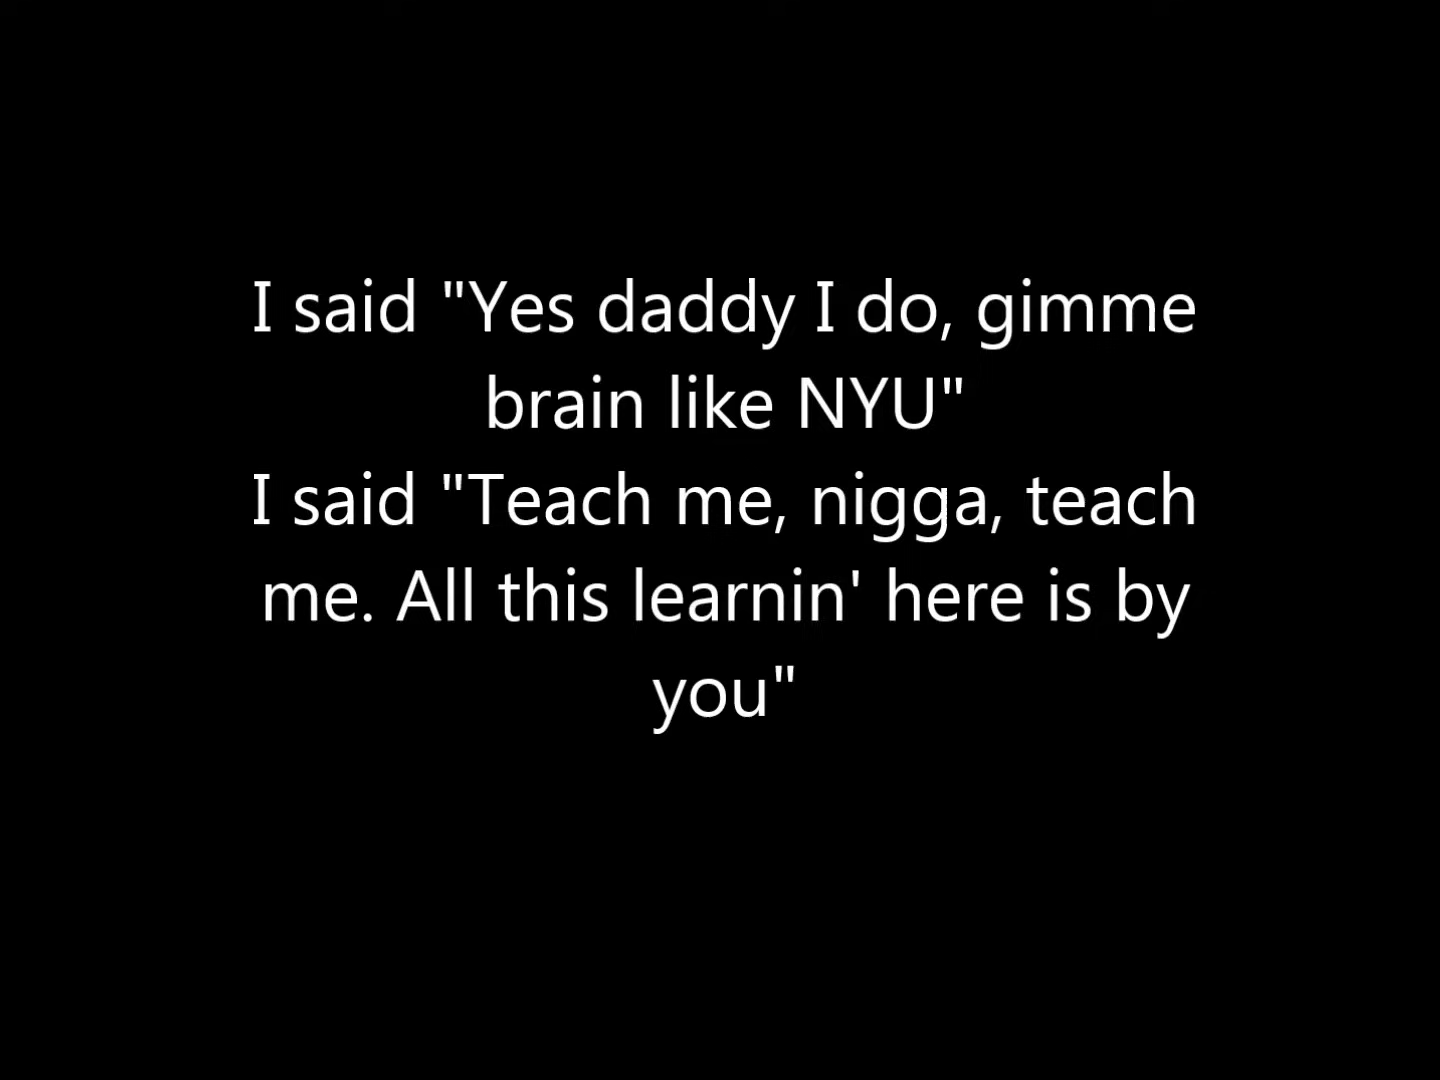 I said "Yes daddy I do, gimme
brain like NYU"
I said "Teach me, nigga, teach
me. All this learnin' here is by
you"